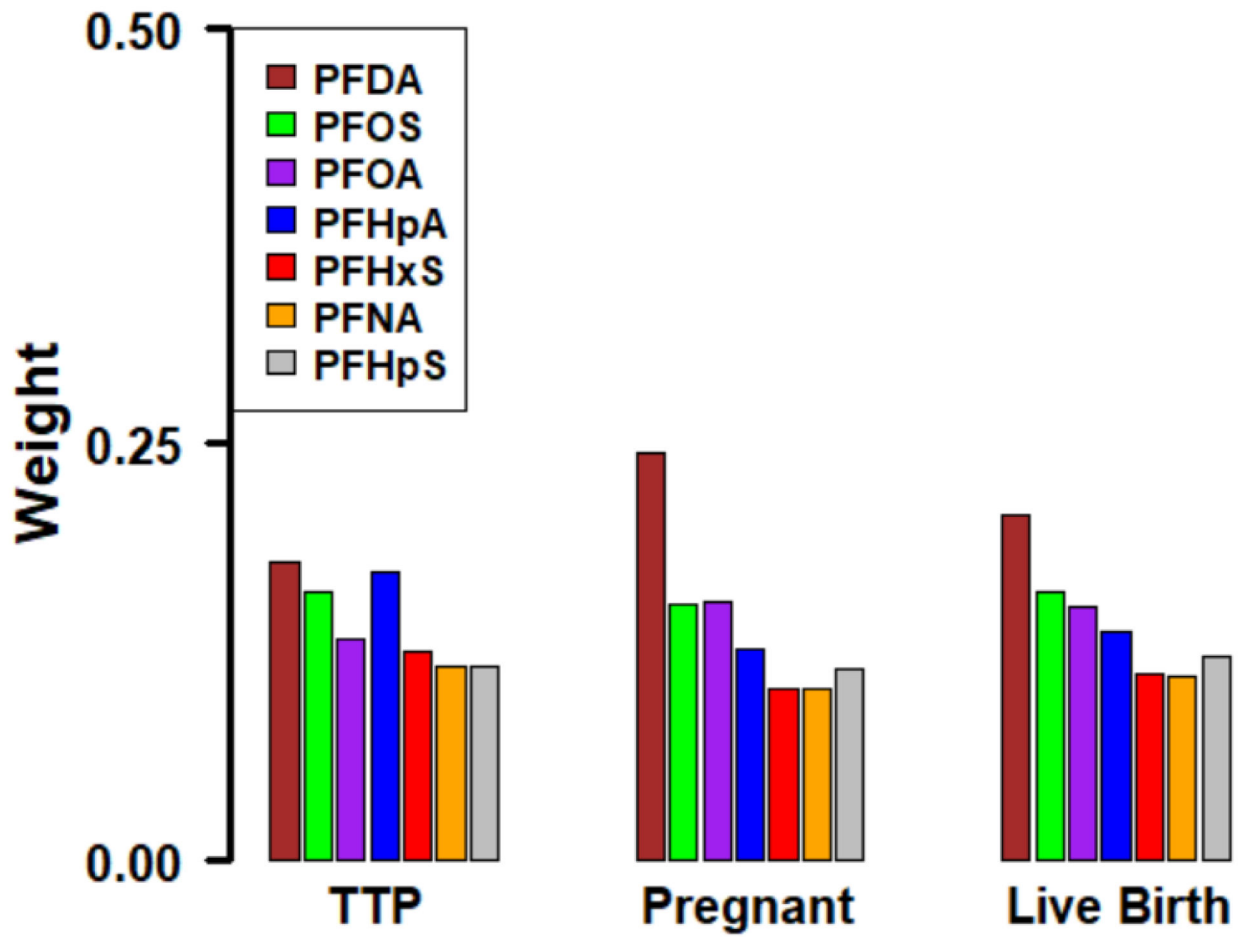 0.50
PFDA
PFOS
PFOA
PFHpA
PFHxS
PFNA
PFHpS
Weight
0.25
0.00
TTP Pregnant Live Birth